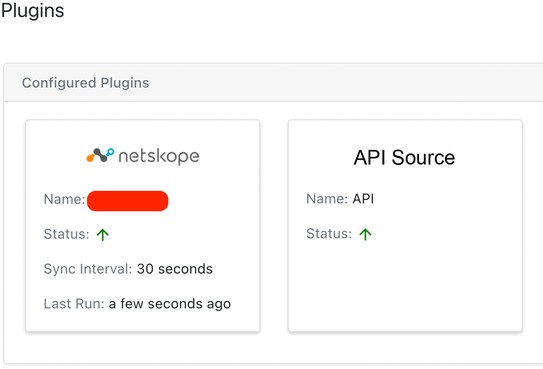 Plugins
Configured Plugins
netskope
Name:
Status:
Sync Interval: 30 seconds
Last Run: a few seconds ago
API Source
Name: API
Status: